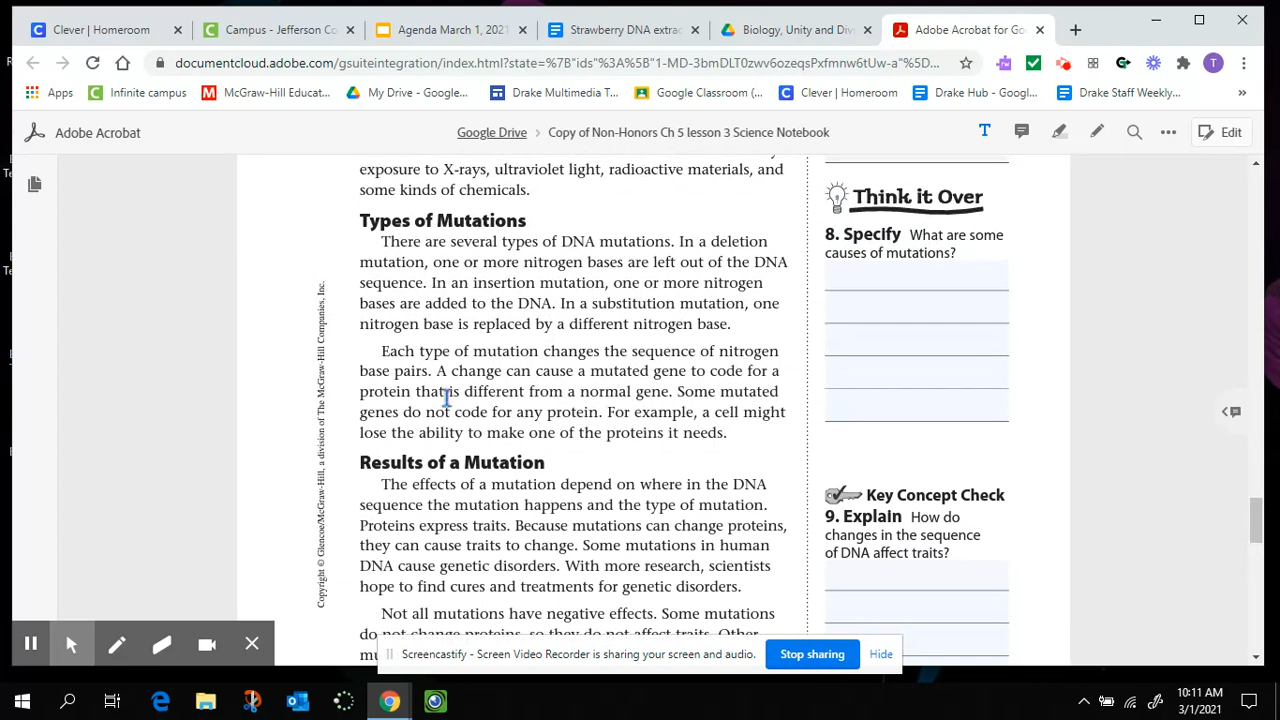 Clever | Homeroom
Campus - Jefferson Co
Agenda March 1, 2021
Strawberry DNA extrac
Biology, Unity and Div
Adobe Acrobat for Go
documentcloud.adobe.com/gsuiteintegration/index.html?state=%7B"ids"%3A%5B"1-MD-3bmDLT0zwv6ozeqsPxfmnw6tUw-a"%5D...
T
Apps
Infinite campus
McGraw-Hill Educat...
My Drive - Google...
Drake Multimedia T...
Google Classroom (...
Clever | Homeroom
Drake Hub - Googl...
Drake Staff Weekly...
»
Adobe Acrobat
Google Drive > Copy of Non-Honors Ch 5 lesson 3 Science Notebook
Edit
exposure to X-rays, ultraviolet light, radioactive materials, and
some kinds of chemicals.
Types of Mutations
There are several types of DNA mutations. In a deletion
mutation, one or more nitrogen bases are left out of the DNA
sequence. In an insertion mutation, one or more nitrogen
bases are added to the DNA. In a substitution mutation, one
nitrogen base is replaced by a different nitrogen base.
Each type of mutation changes the sequence of nitrogen
base pairs. A change can cause a mutated gene to code for a
protein that is different from a normal gene. Some mutated
genes do not code for any protein. For example, a cell might
lose the ability to make one of the proteins it needs.
Results of a Mutation
The effects of a mutation depend on where in the DNA
sequence the mutation happens and the type of mutation.
Proteins express traits. Because mutations can change proteins,
they can cause traits to change. Some mutations in human
DNA cause genetic disorders. With more research, scientists
hope to find cures and treatments for genetic disorders.
Not all mutations have negative effects. Some mutations
do not change proteins, so they do not affect traits. Other
Copyright © Glencoe/McGraw-Hill, a division of The McGraw-Hill Companies, Inc.
Think it Over
8. Specify What are some
causes of mutations?
Key Concept Check
9. Explain How do
changes in the sequence
of DNA affect traits?
Screencastify - Screen Video Recorder is sharing your screen and audio.
Stop sharing
Hide
10:11 AM
3/1/2021